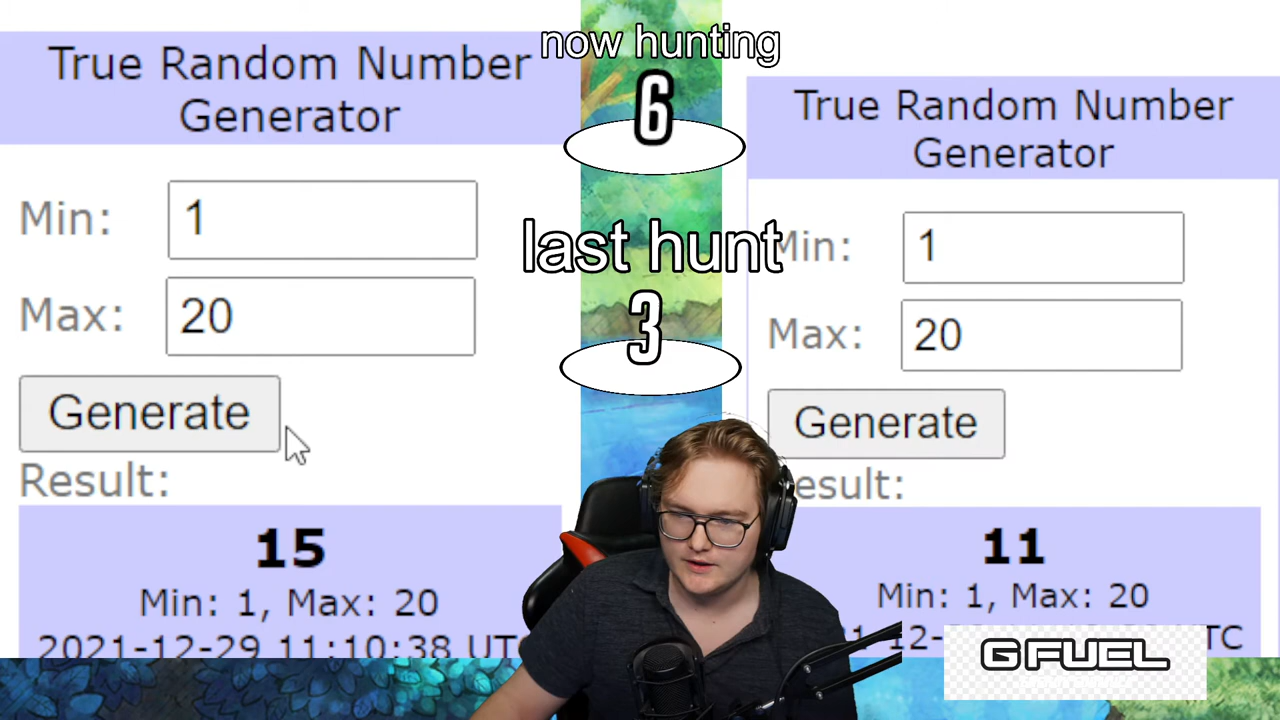 now hunting
6
last hunt
3
True Random Number
Generator
Min: 1
Max: 20
Generate
Result:
15
Min: 1, Max: 20
2021-12-29 11:10:38 UTC
True Random Number
Generator
Min: 1
Max: 20
Generate
esult:
11
Min: 1, Max: 20
TC
G FUEL